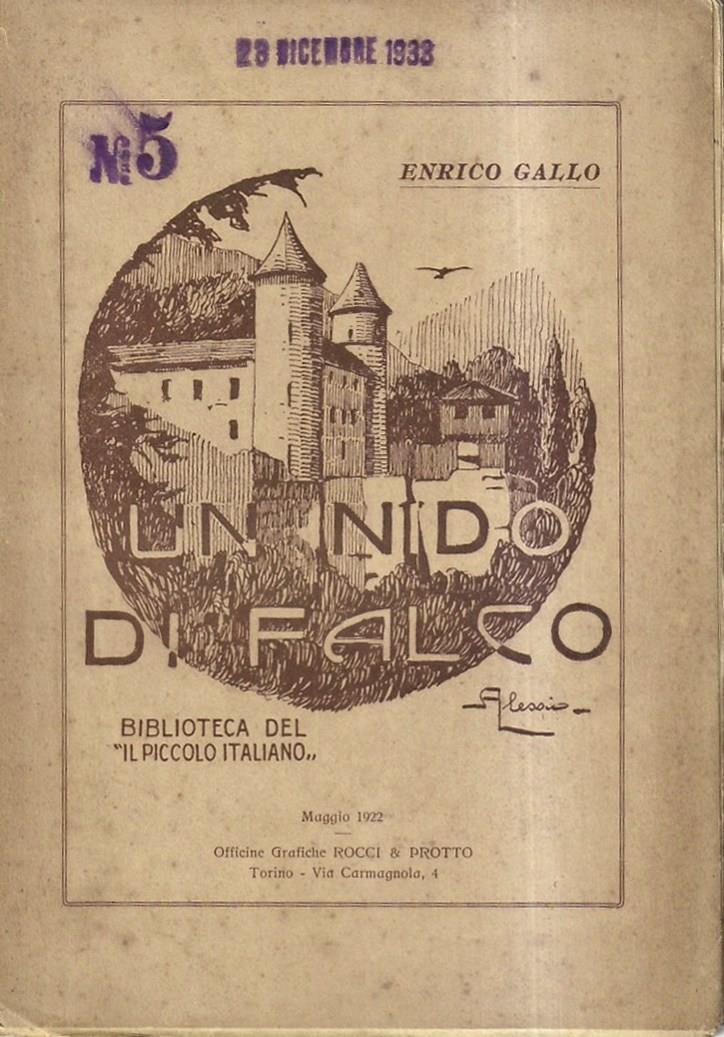 23 DICEMBRE 1933
N. 5
ENRICO GALLO
UN NIDO
DI FALCO
Alessio
BIBLIOTECA DEL
"IL PICCOLO ITALIANO„
Maggio 1922
Officine Grafiche ROCCI & PROTTO
Torino - Via Carmagnola, 4